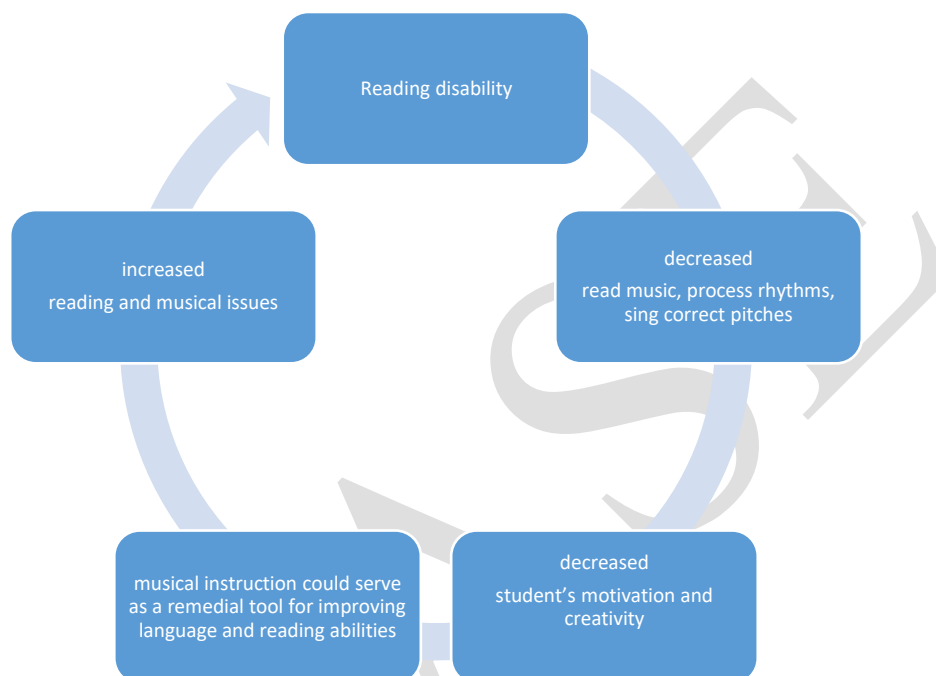 Reading disability
decreased
read music, process rhythms,
sing correct pitches
decreased
student's motivation and
creativity
musical instruction could serve
as a remedial tool for improving
language and reading abilities
increased
reading and musical issues